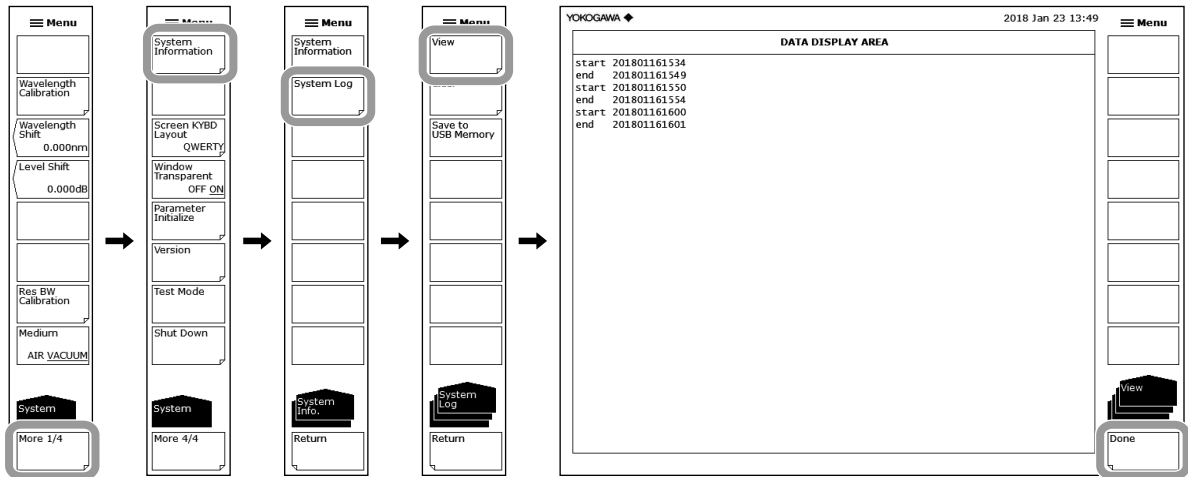 Menu
Wavelength
Calibration
Wavelength
Shift
0.000nm
Level Shift
0.000dB
Res BW
Calibration
Medium
AIR VACUUM
System
More 1/4
Menu
System
Information
Screen KYBD
Layout
QWERTY
Window
Transparent
OFF ON
Parameter
Initialize
Version
Test Mode
Shut Down
System
More 4/4
Menu
System
Information
System Log
System
Info.
Return
Menu
View
Save to
USB Memory
System
Log
Return
YOKOGAWA
2018 Jan 23 13:49
DATA DISPLAY AREA
start 201801161534
end 201801161549
start 201801161550
end 201801161554
start 201801161600
end 201801161601
Menu
View
Done